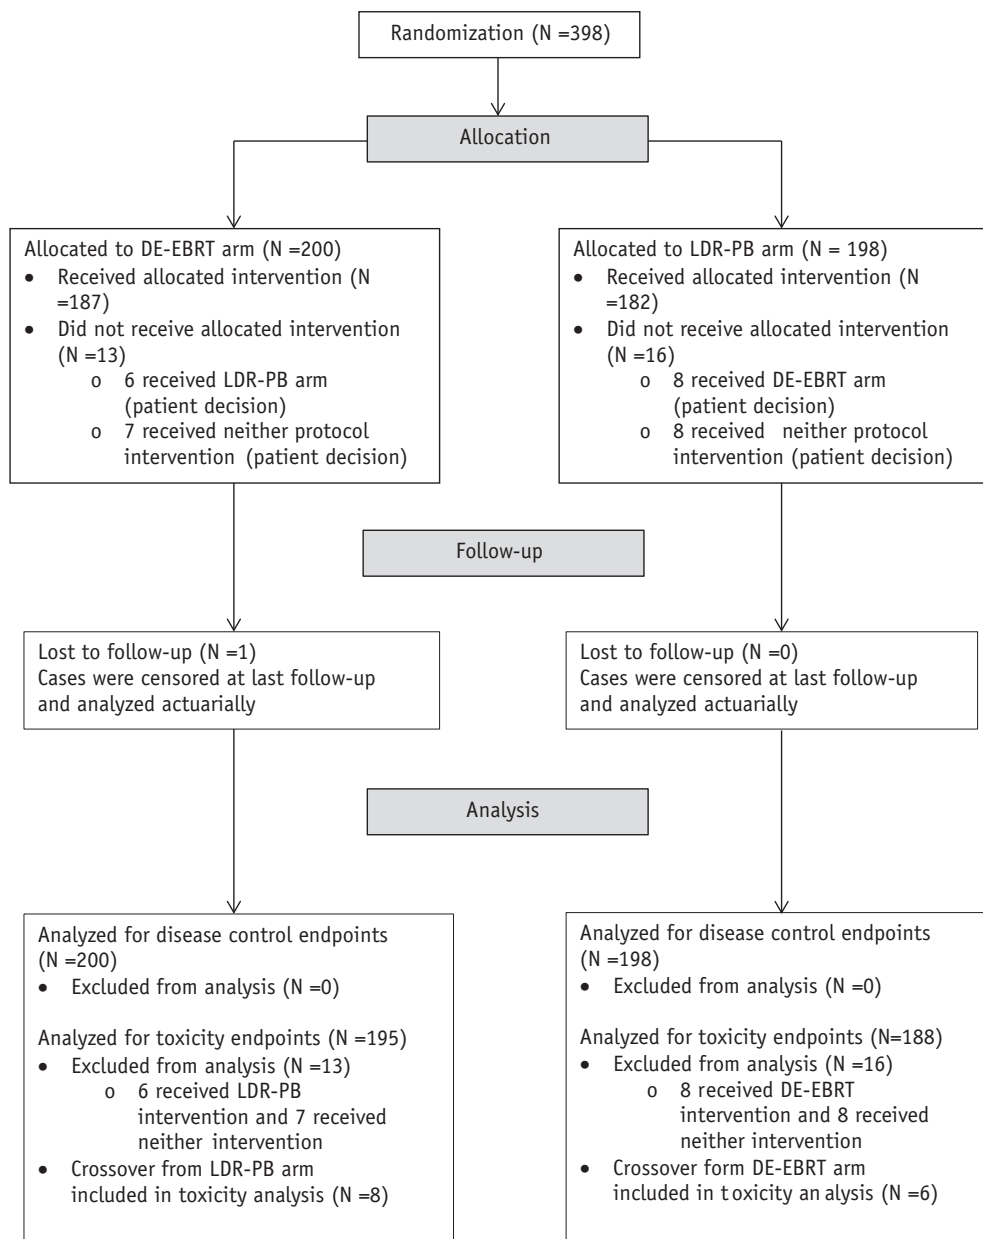 Randomization (N =398)
Allocation
Allocated to DE-EBRT arm (N =200)
• Received allocated intervention (N
=187)
• Did not receive allocated intervention
(N =13)
o 6 received LDR-PB arm
(patient decision)
o 7 received neither protocol
intervention (patient decision)
Allocated to LDR-PB arm (N = 198)
• Received allocated intervention (N
=182)
• Did not receive allocated intervention
(N =16)
o 8 received DE-EBRT arm
(patient decision)
o 8 received neither protocol
intervention (patient decision)
Follow-up
Lost to follow-up (N =1)
Cases were censored at last follow-up
and analyzed actuarially
Lost to follow-up (N =0)
Cases were censored at last follow-up
and analyzed actuarially
Analysis
Analyzed for disease control endpoints
(N =200)
• Excluded from analysis (N =0)
Analyzed for toxicity endpoints (N =195)
• Excluded from analysis (N =13)
o 6 received LDR-PB
intervention and 7 received
neither intervention
• Crossover from LDR-PB arm
included in toxicity analysis (N =8)
Analyzed for disease control endpoints
(N =198)
• Excluded from analysis (N =0)
Analyzed for toxicity endpoints (N=188)
• Excluded from analysis (N =16)
o 8 received DE-EBRT
intervention and 8 received
neither intervention
• Crossover form DE-EBRT arm
included in t oxicity an alysis (N =6)